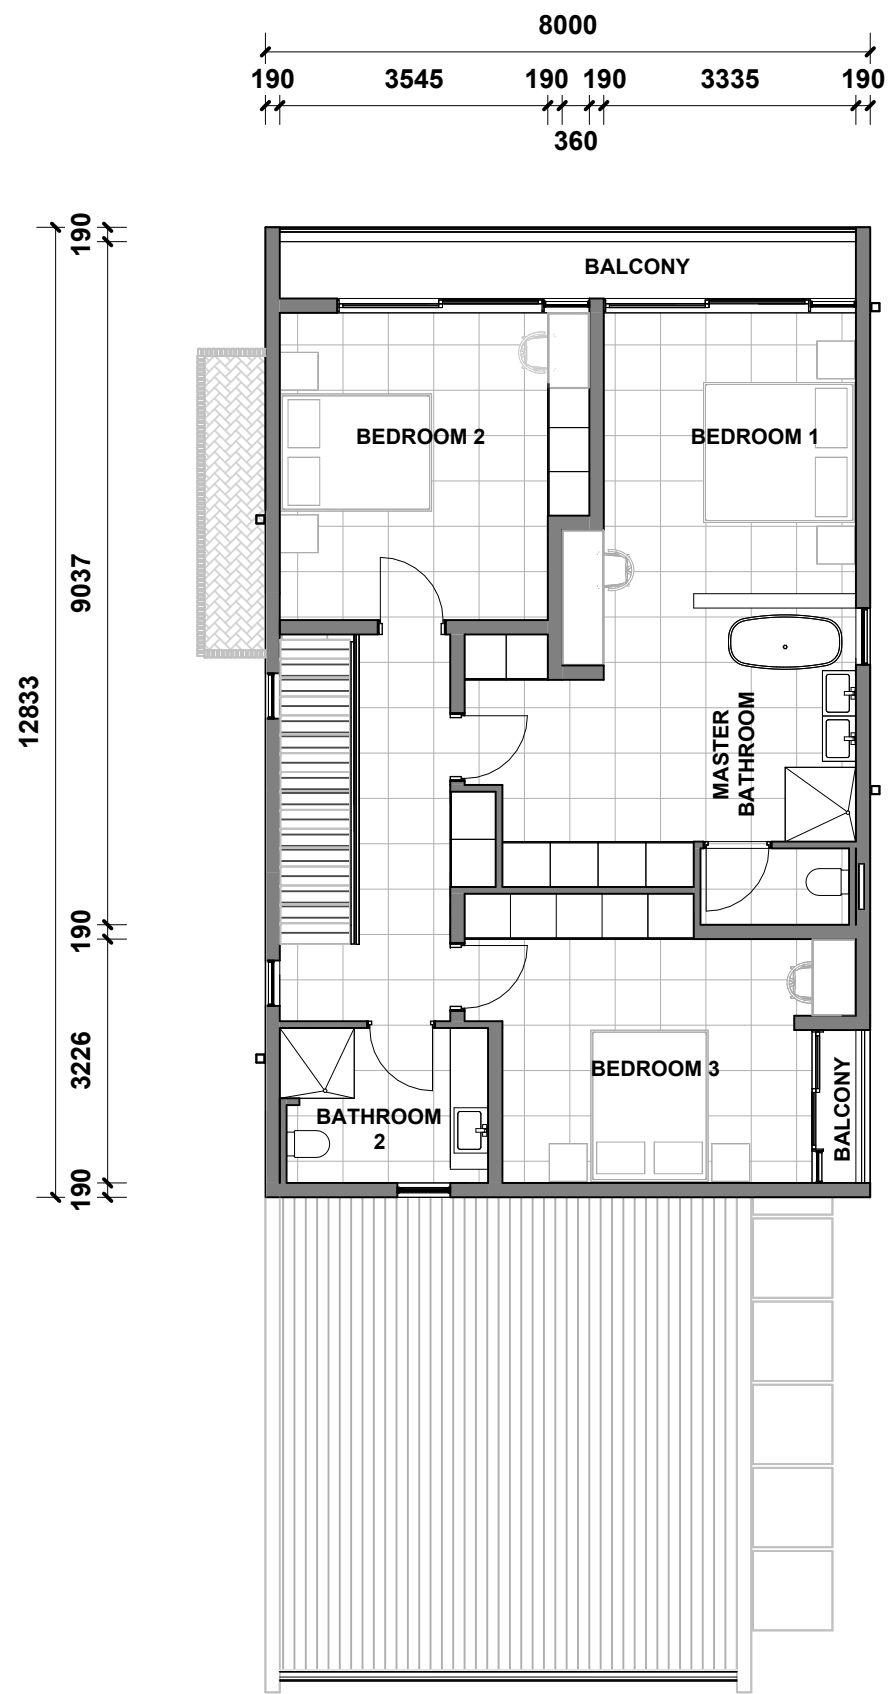 8000
190 3545 190 190 3335 190
360
190
BALCONY
BEDROOM 2
BEDROOM 1
9037
12833
MASTER
BATHROOM
190
3226
BEDROOM 3
BALCONY
BATHROOM
2
190